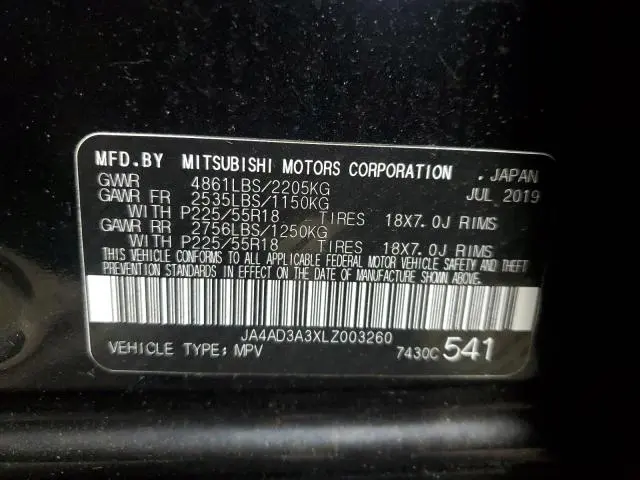 MFD.BY MITSUBISHI MOTORS CORPORATION . JAPAN
GVWR 4861LBS/2205KG JUL 2019
GAWR FR 2535LBS/1150KG
WITH P225/55R18 TIRES 18X7.0J RIMS
GAWR RR 2756LBS/1250KG
WITH P225/55R18 TIRES 18X7.0J RIMS
THIS VEHICLE CONFORMS TO ALL APPLICABLE FEDERAL MOTOR VEHICLE SAFETY AND THEFT
PREVENTION STANDARDS IN EFFECT ON THE DATE OF MANUFACTURE SHOWN ABOVE.
JA4AD3A3XLZ003260
VEHICLE TYPE; MPV 7430C 541